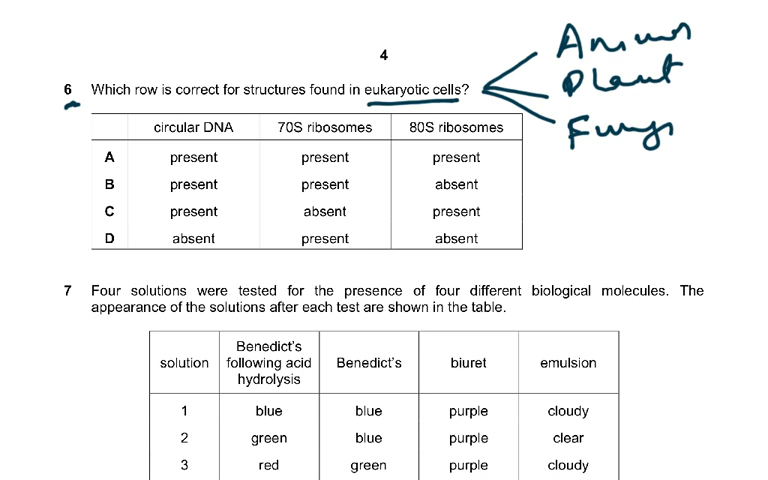 4
Animal
Plant
Fungi
6 Which row is correct for structures found in eukaryotic cells?
circular DNA 70S ribosomes 80S ribosomes
A present present present
B present present absent
C present absent present
D absent present absent
7 Four solutions were tested for the presence of four different biological molecules. The
appearance of the solutions after each test are shown in the table.
solution Benedict's following acid hydrolysis Benedict's biuret emulsion
1 blue blue purple cloudy
2 green blue purple clear
3 red green purple cloudy